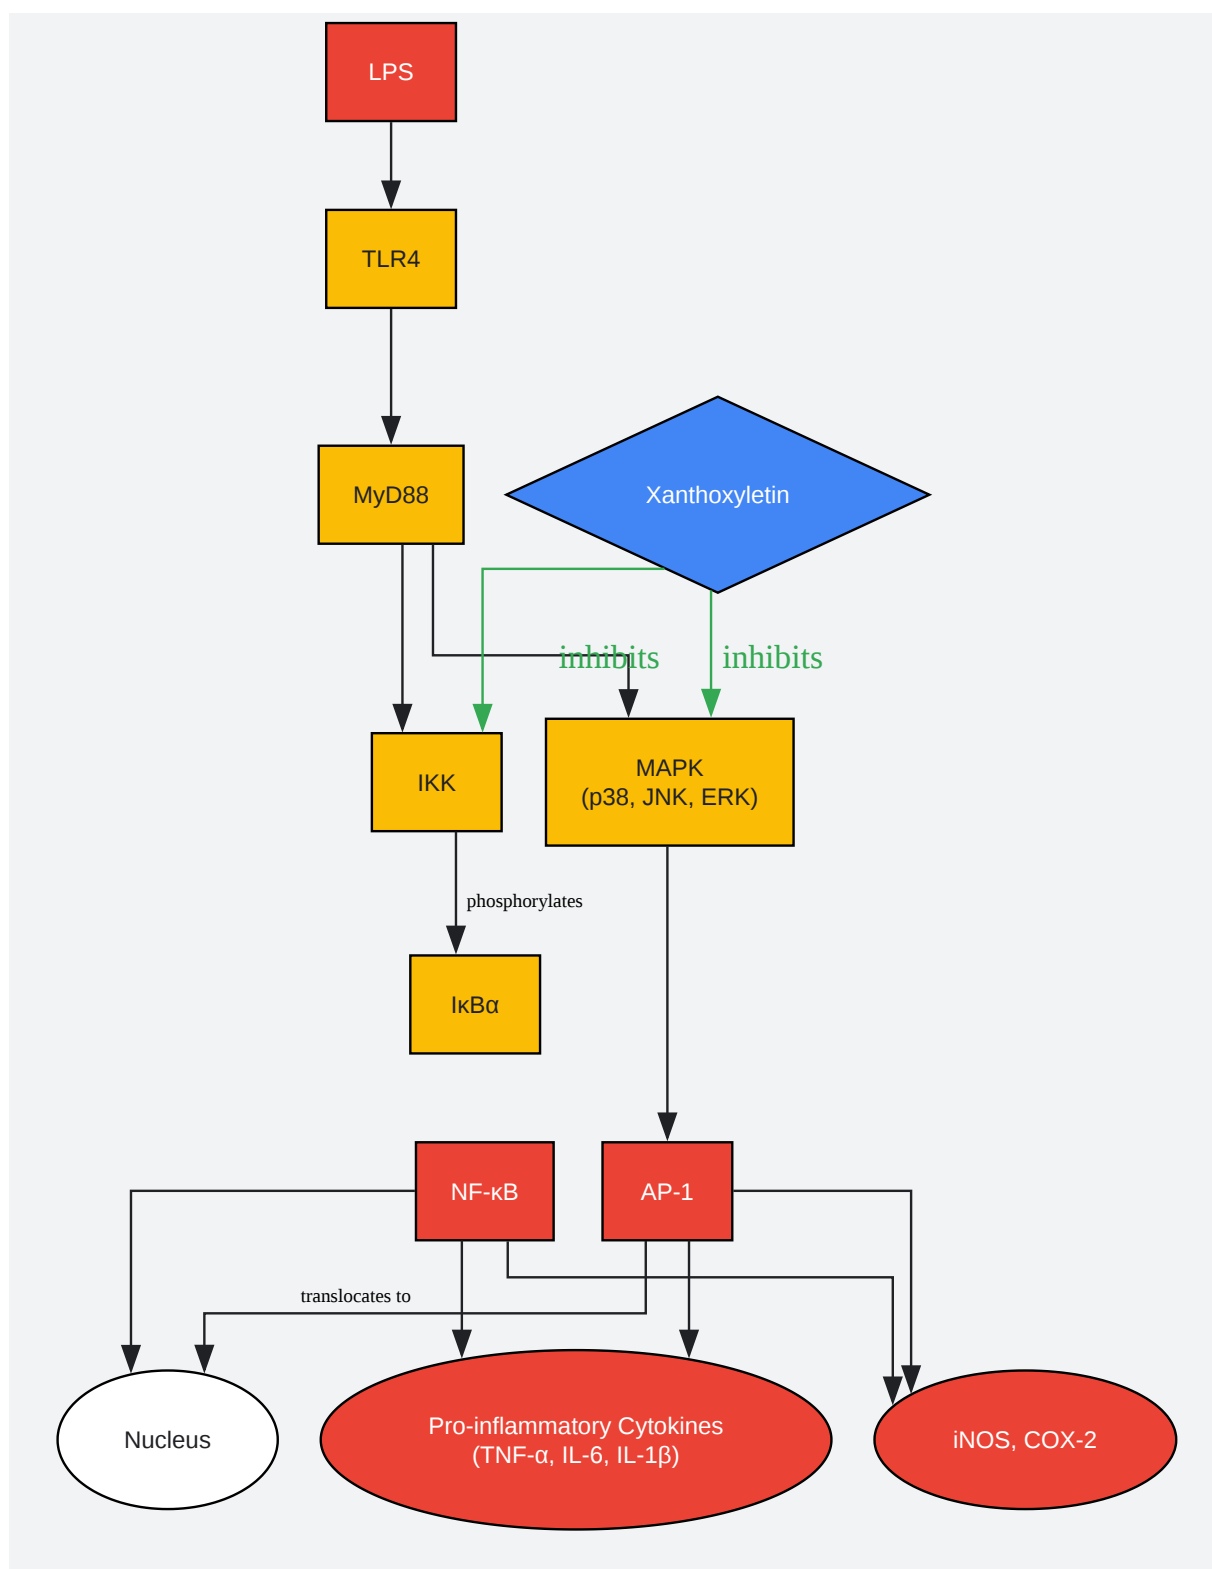 LPS
TLR4
MyD88
Xanthoxyletin
inhibits
inhibits
IKK
MAPK
(p38, JNK, ERK)
phosphorylates
IκBα
NF-κB
AP-1
translocates to
Nucleus
Pro-inflammatory Cytokines
(TNF-α, IL-6, IL-1β)
iNOS, COX-2